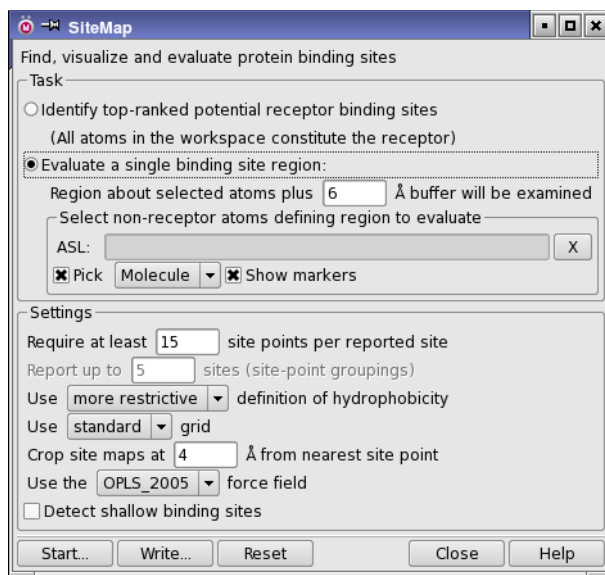 SiteMap
Find, visualize and evaluate protein binding sites
Task
Identify top-ranked potential receptor binding sites
(All atoms in the workspace constitute the receptor)
Evaluate a single binding site region:
Region about selected atoms plus 6 Å buffer will be examined
Select non-receptor atoms defining region to evaluate
ASL: X
Pick Molecule Show markers
Settings
Require at least 15 site points per reported site
Report up to 5 sites (site-point groupings)
Use more restrictive definition of hydrophobicity
Use standard grid
Crop site maps at 4 Å from nearest site point
Use the OPLS_2005 force field
Detect shallow binding sites
Start... Write... Reset Close Help